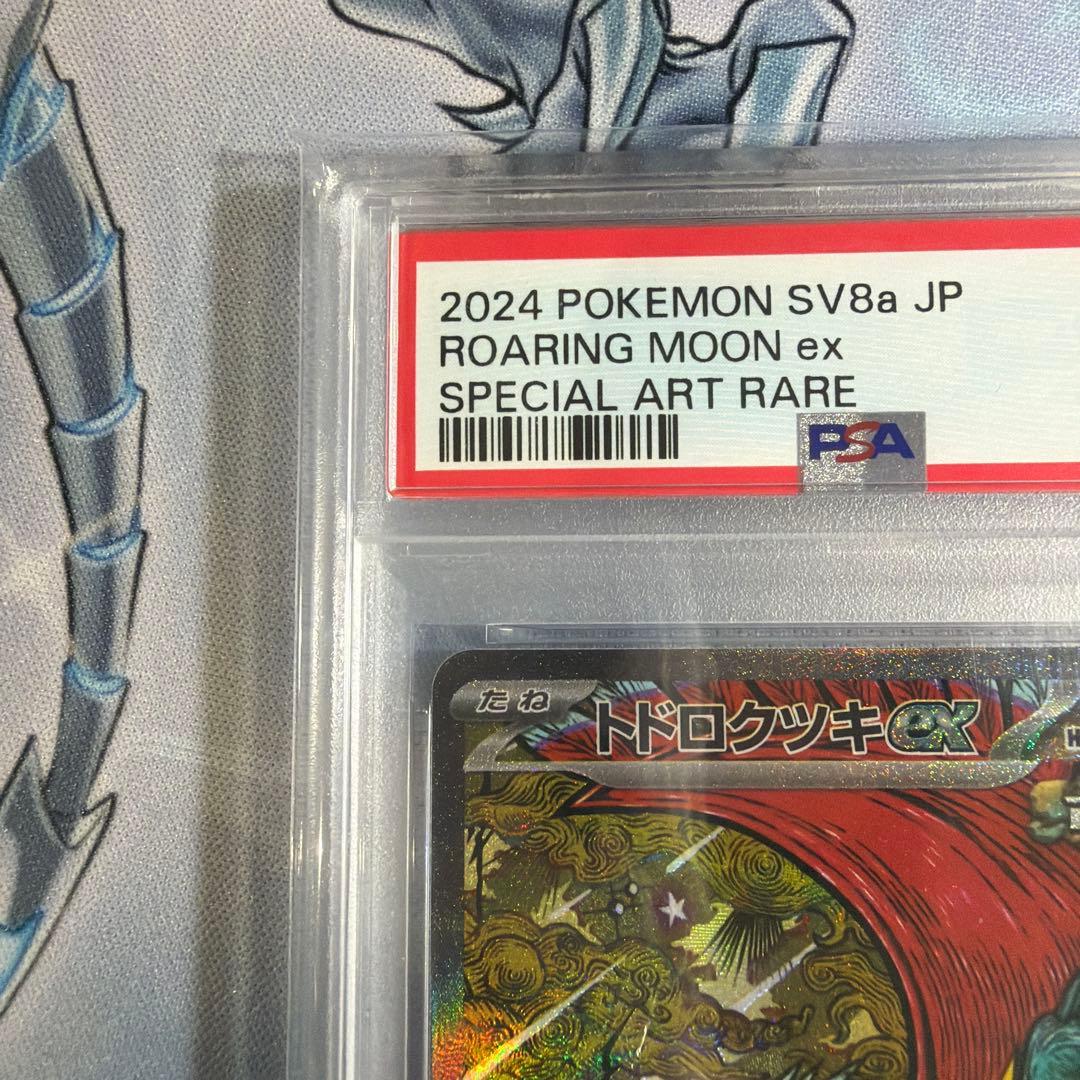 2024 POKEMON SV8a JP
ROARING MOON ex
SPECIAL ART RARE
PSA
たね
トドロクツキex